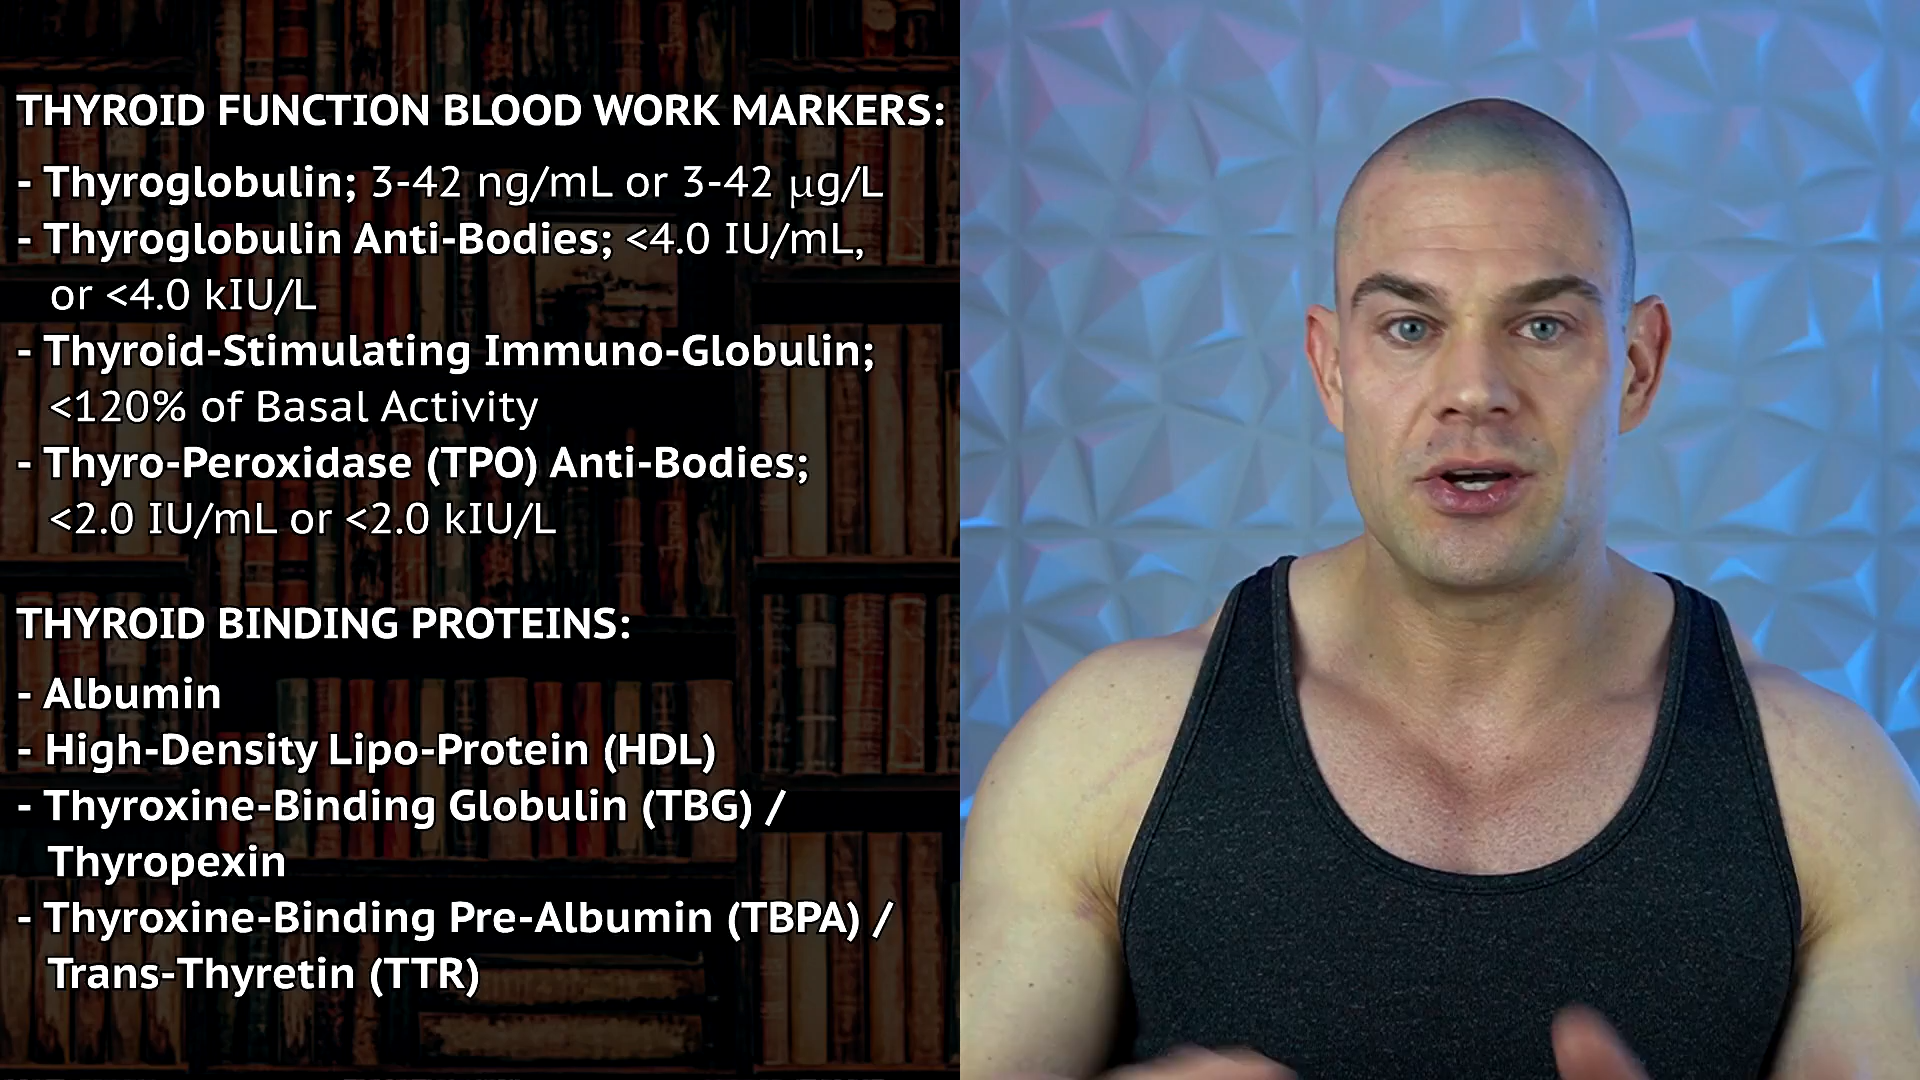 THYROID FUNCTION BLOOD WORK MARKERS:
- Thyroglobulin; 3-42 ng/mL or 3-42 µg/L
- Thyroglobulin Anti-Bodies; <4.0 IU/mL,
or <4.0 kIU/L
- Thyroid-Stimulating Immuno-Globulin;
<120% of Basal Activity
- Thyro-Peroxidase (TPO) Anti-Bodies;
<2.0 IU/mL or <2.0 kIU/L
THYROID BINDING PROTEINS:
- Albumin
- High-Density Lipo-Protein (HDL)
- Thyroxine-Binding Globulin (TBG) /
Thyropexin
- Thyroxine-Binding Pre-Albumin (TBPA) /
Trans-Thyretin (TTR)